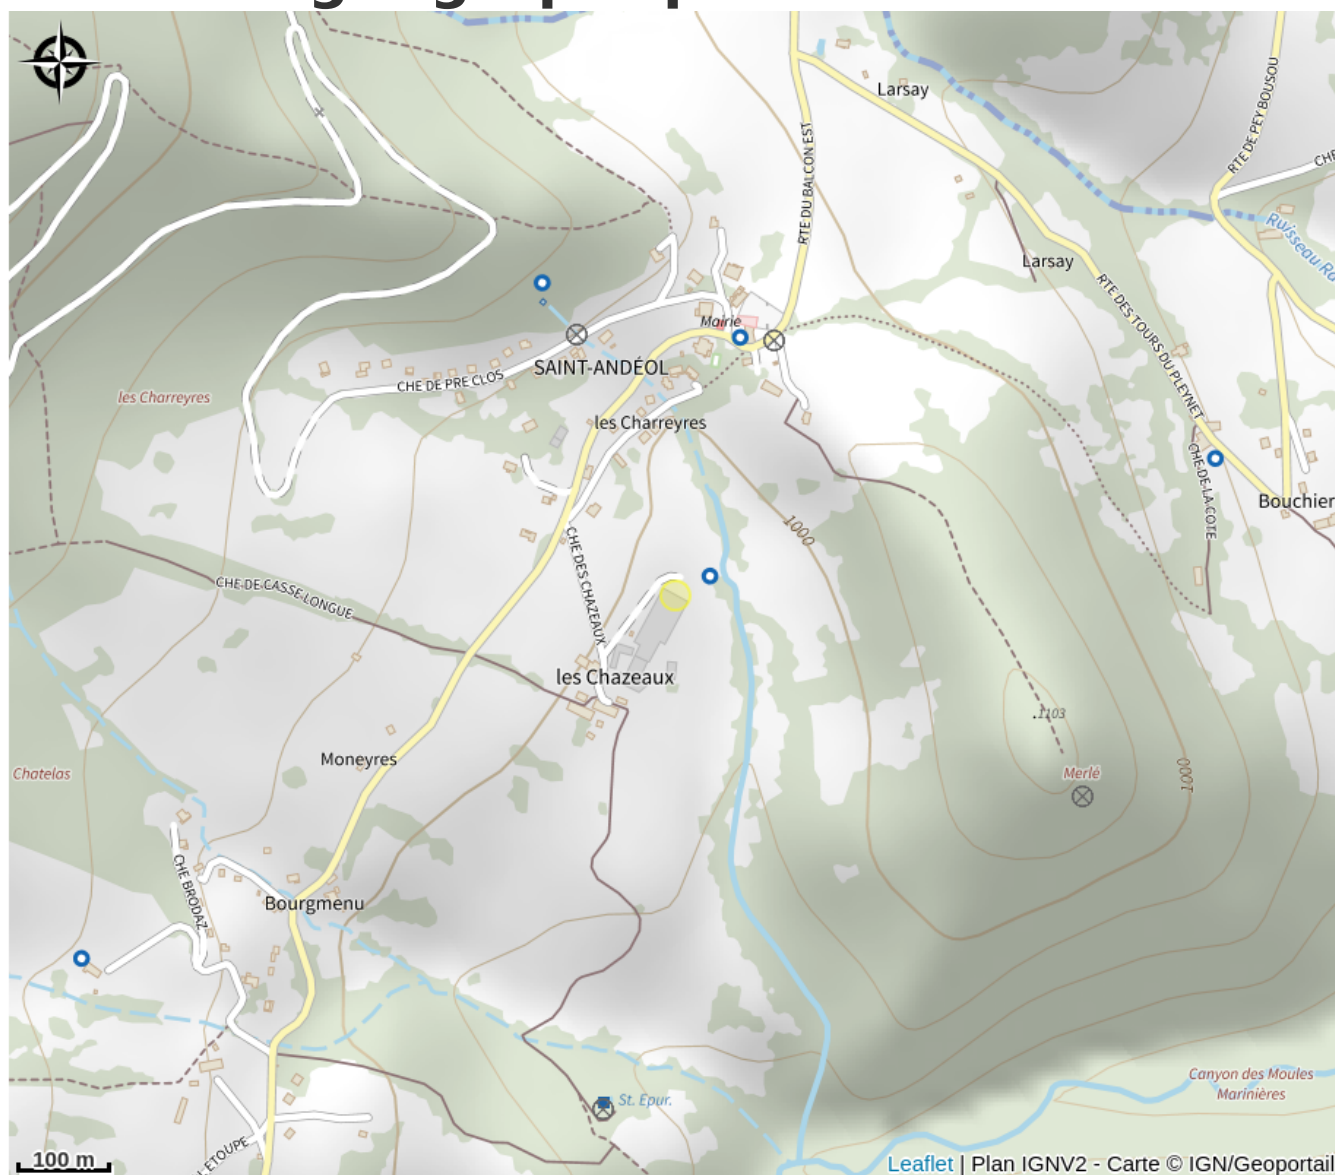 Larsay
RTE DE PEYBOUSOU
CHE
RTE DU BALCON EST
Ruisseau Ra
Larsay
RTE DES TOURS DU PLEYNET
Mairie
SAINT-ANDÉOL
CHE DE PRE CLOS
les Charreyres
les Charreyres
CHE DE LA COTE
Bouchier
1000
CHE DES CHAZEAUX
CHE DE CASSE LONGUE
les Chazeaux
.1103
Moneyres
Chatelas
Merlé
1000
CHE BRODAZ
Bourgmenu
St. Epur.
Canyon des Moules
Marinières
L'ETOUPE
100 m
Leaflet | Plan IGNV2 - Carte © IGN/Geoportail